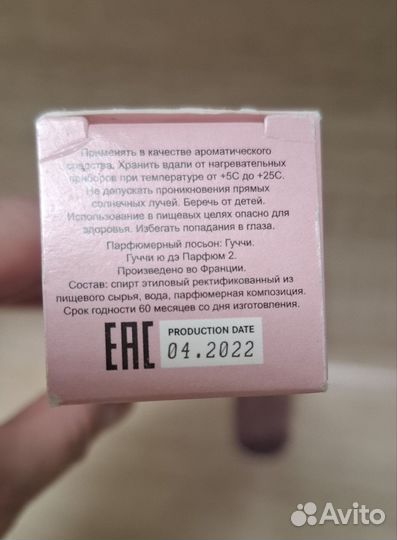 Применять в качестве ароматического
средства. Хранить вдали от нагревательных
приборов при температуре от +5С до +25С.
Не допускать проникновения прямых
солнечных лучей. Беречь от детей.
Использование в пищевых целях опасно для
здоровья. Избегать попадания в глаза.
Парфюмерный лосьон: Гуччи.
Гуччи ю дэ Парфюм 2.
Произведено во Франции.
Состав: спирт этиловый ректификованный из
пищевого сырья, вода, парфюмерная композиция.
Срок годности 60 месяцев со дня изготовления.
EAC
PRODUCTION DATE
04.2022
Avito